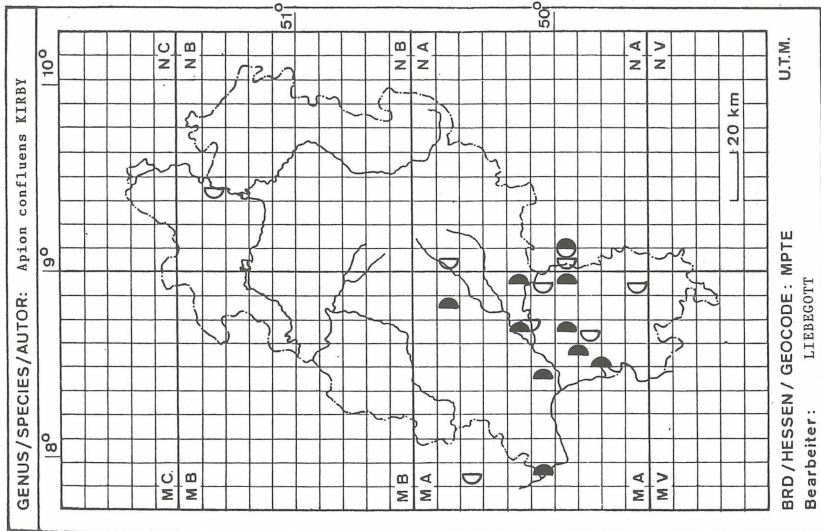 GENUS/SPECIES/AUTOR: Apion confluens KIRBY
8° 9° 10°
MC NC
MB NB
51°
MB NB
MA NA
50°
MA NA
MV NV
20 km
BRD/HESSEN/GEOCODE: MPTE U.T.M.
Bearbeiter: LIEBEGOTT